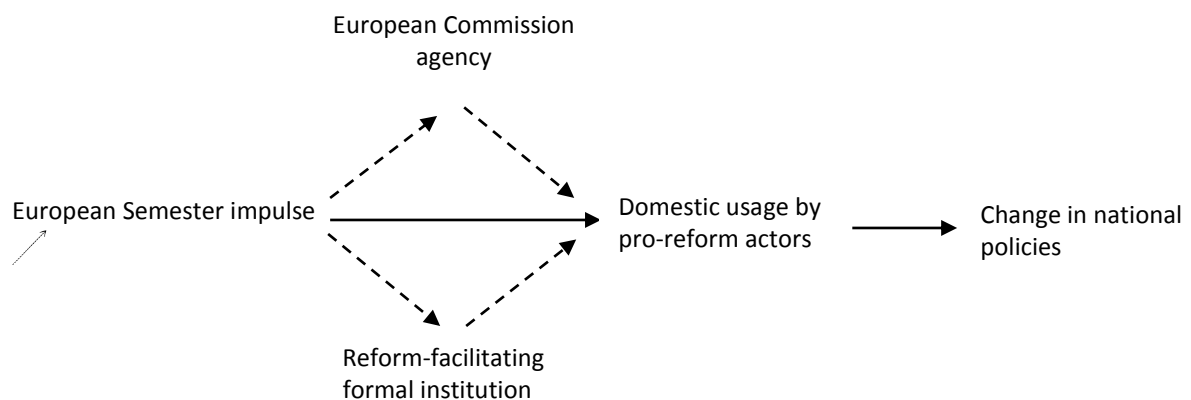 European Commission
agency
European Semester impulse
Domestic usage by
pro-reform actors
Change in national
policies
Reform-facilitating
formal institution